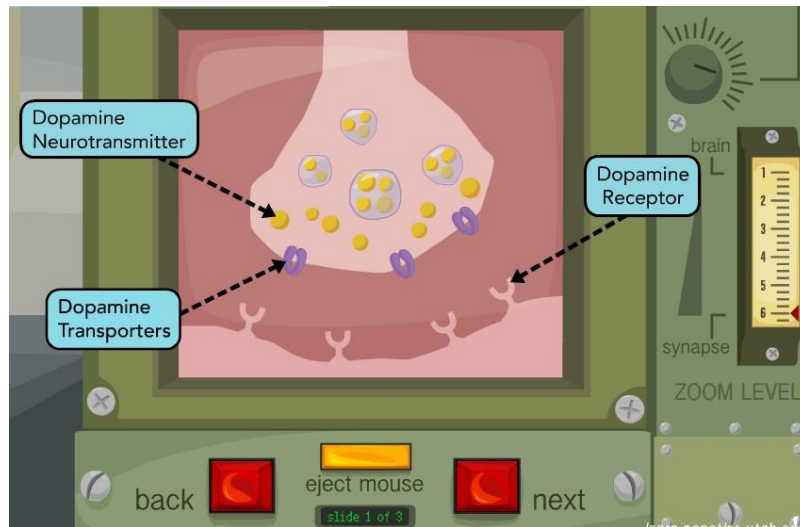 Dopamine
Neurotransmitter
Dopamine
Receptor
Dopamine
Transporters
brain
1
2
3
4
5
6
synapse
ZOOM LEVEL
back
eject mouse
next
slide 1 of 3